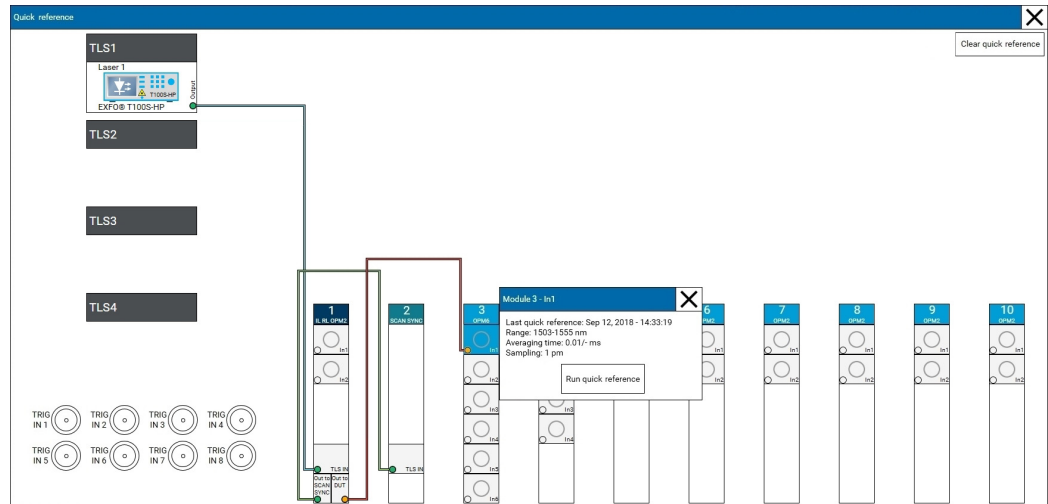 Quick reference
Clear quick reference
TLS1
Laser 1
T100S-HP
Output
EXFO® T100S-HP
TLS2
TLS3
TLS4
1
IL RL OPM2
In1
In2
TLS IN
Out to SCAN SYNC
Out to DUT
2
SCAN SYNC
TLS IN
3
OPM6
In1
In2
In3
In4
In5
In6
Module 3 - In1
Last quick reference: Sep 12, 2018 - 14:33:19
Range: 1503-1555 nm
Averaging time: 0.01/- ms
Sampling: 1 pm
Run quick reference
In3
In4
6
OPM2
In1
In2
7
OPM2
In1
In2
8
OPM2
In1
In2
9
OPM2
In1
In2
10
OPM2
In1
In2
TRIG IN 1
TRIG IN 2
TRIG IN 3
TRIG IN 4
TRIG IN 5
TRIG IN 6
TRIG IN 7
TRIG IN 8